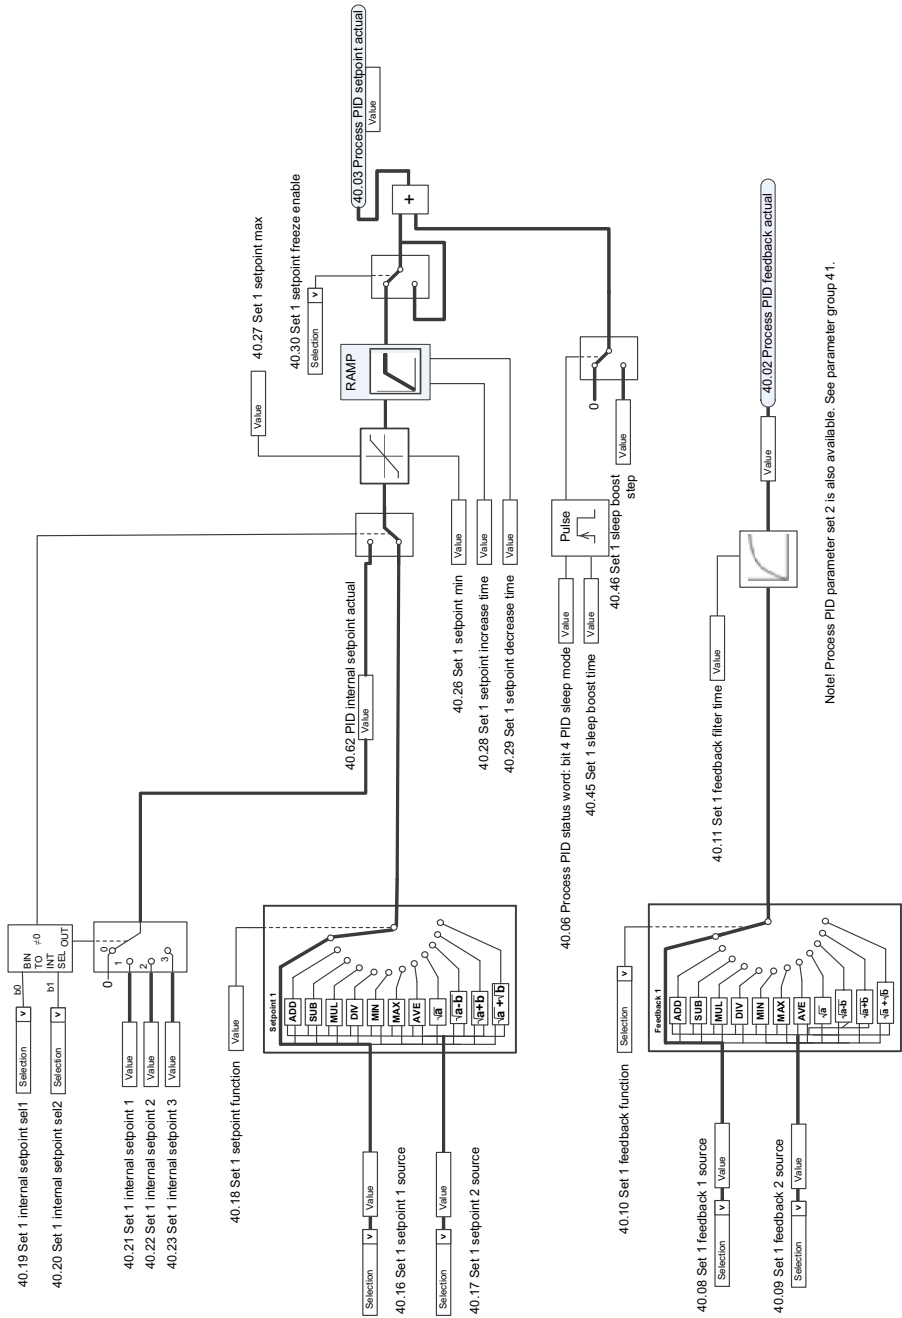 40.19 Set 1 internal setpoint sel1
Selection
v
b0
40.20 Set 1 internal setpoint sel2
Selection
v
b1
BIN
TO
INT
SEL
≠0
OUT
40.21 Set 1 internal setpoint 1
Value
40.22 Set 1 internal setpoint 2
Value
40.23 Set 1 internal setpoint 3
Value
0
0
1
2
3
40.62 PID internal setpoint actual
Value
40.18 Set 1 setpoint function
Value
Setpoint 1
ADD
SUB
MUL
DIV
MIN
MAX
AVE
√a
√a-b
√a+b
√a +√b
40.16 Set 1 setpoint 1 source
Selection
v
Value
40.17 Set 1 setpoint 2 source
Selection
v
Value
40.27 Set 1 setpoint max
Value
40.26 Set 1 setpoint min
Value
40.28 Set 1 setpoint increase time
Value
40.29 Set 1 setpoint decrease time
Value
RAMP
40.30 Set 1 setpoint freeze enable
Selection
v
+
40.03 Process PID setpoint actual
Value
40.06 Process PID status word: bit 4 PID sleep mode
Value
40.45 Set 1 sleep boost time
Value
Pulse
40.46 Set 1 sleep boost
step
Value
0
40.10 Set 1 feedback function
Selection
v
Feedback 1
ADD
SUB
MUL
DIV
MIN
MAX
AVE
√a
√a-b
√a+b
√a +√b
40.08 Set 1 feedback 1 source
Selection
v
Value
40.09 Set 1 feedback 2 source
Selection
v
Value
40.11 Set 1 feedback filter time
Value
Value
40.02 Process PID feedback actual
Note! Process PID parameter set 2 is also available. See parameter group 41.